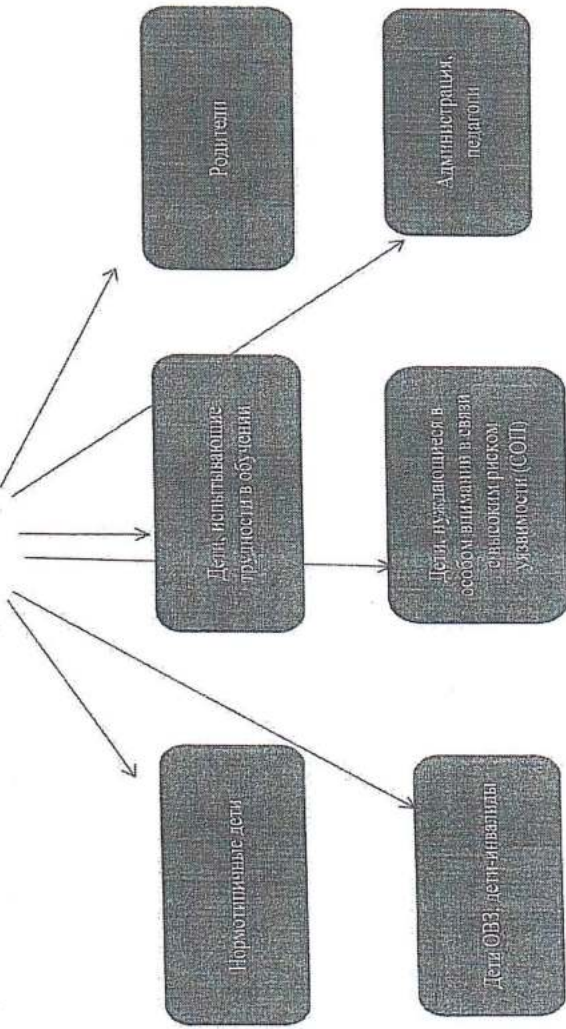 Нормотипичные дети
Дети, испытывающие
трудности в обучении
Родители
Дети ОВЗ, дети-инвалиды
Дети, нуждающиеся в
особом внимании в связи
с высоким риском
уязвимости (СОП)
Администрация,
педагоги